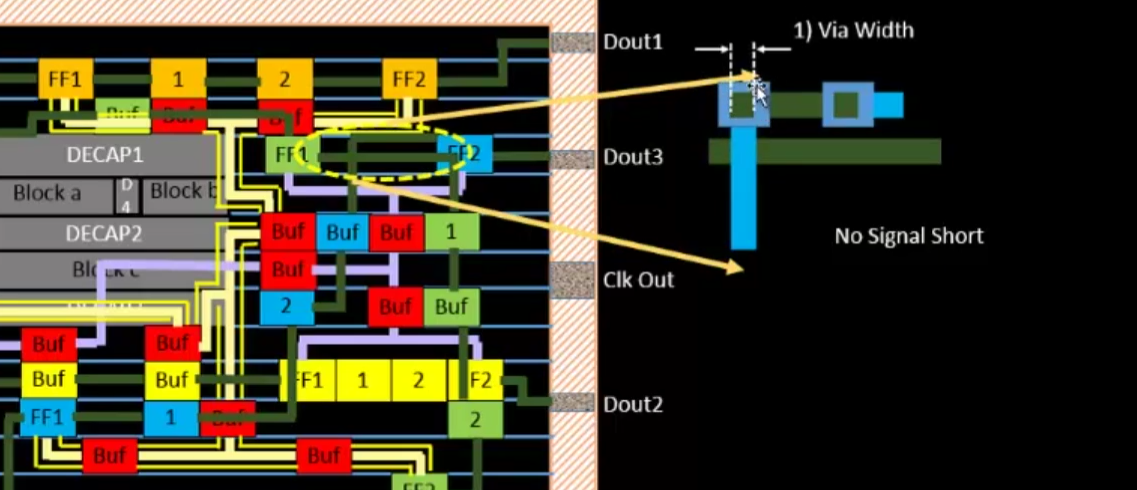 Dout1
1) Via Width
FF1
1
2
FF2
Buf
Buf
Buf
DECAP1
FF1
FF2
Dout3
Block a
D
4
Block b
DECAP2
Buf
Buf
Buf
1
No Signal Short
Block c
Buf
Clk Out
2
Buf
Buf
Buf
Buf
Buf
Buf
FF1
1
2
F2
Dout2
FF1
1
Buf
2
Buf
Buf
FF2